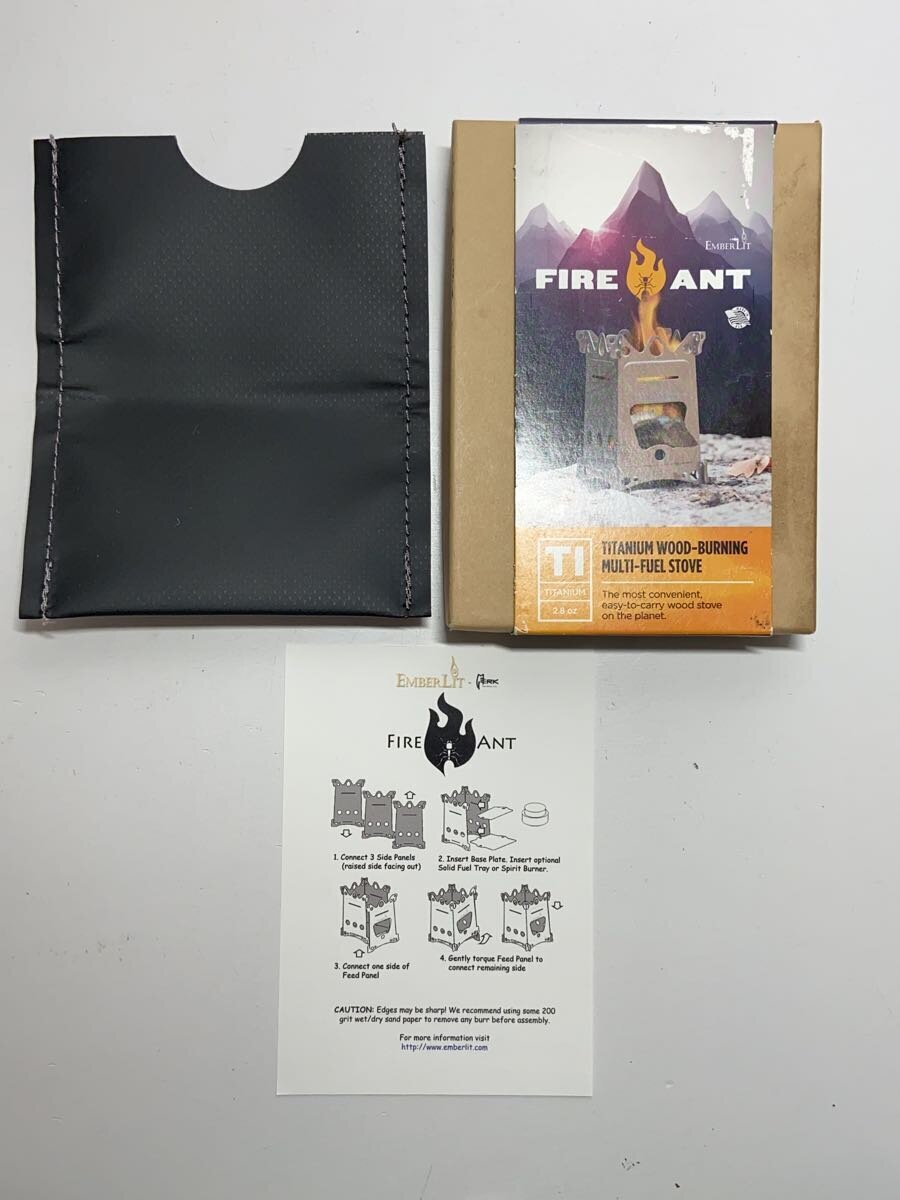 EMBERLIT
FIRE ANT
TI
TITANIUM
2.8 oz
TITANIUM WOOD-BURNING
MULTI-FUEL STOVE
The most convenient,
easy-to-carry wood stove
on the planet.
EMBERLIT -
FIRE ANT
1. Connect 3 Side Panels
(raised side facing out)
2. Insert Base Plate. Insert optional
Solid Fuel Tray or Spirit Burner.
3. Connect one side of
Feed Panel
4. Gently torque Feed Panel to
connect remaining side
CAUTION: Edges may be sharp! We recommend using some 200
grit wet/dry sand paper to remove any burr before assembly.
For more information visit
http://www.emberlit.com